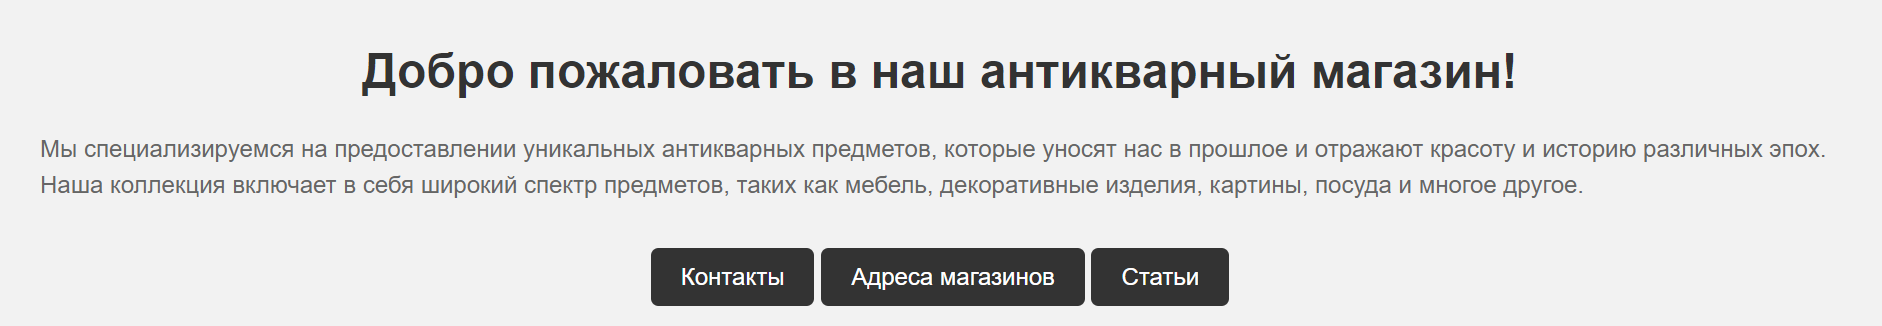 Добро пожаловать в наш антикварный магазин!
Мы специализируемся на предоставлении уникальных антикварных предметов, которые уносят нас в прошлое и отражают красоту и историю различных эпох.
Наша коллекция включает в себя широкий спектр предметов, таких как мебель, декоративные изделия, картины, посуда и многое другое.
Контакты Адреса магазинов Статьи